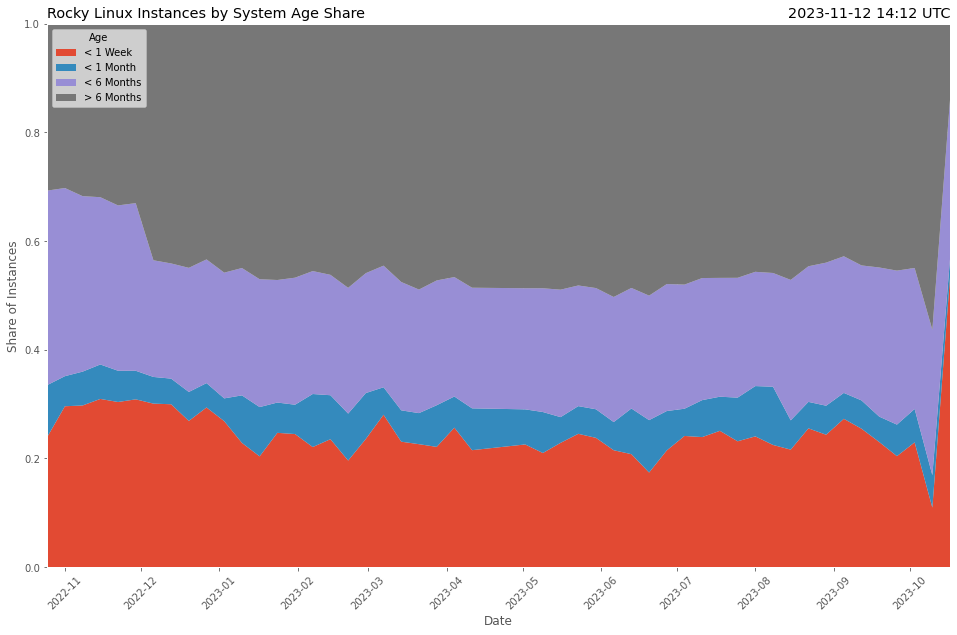 Rocky Linux Instances by System Age Share
2023-11-12 14:12 UTC
Age
< 1 Week
< 1 Month
< 6 Months
> 6 Months
Share of Instances
1.0
0.8
0.6
0.4
0.2
0.0
2022-11
2022-12
2023-01
2023-02
2023-03
2023-04
2023-05
2023-06
2023-07
2023-08
2023-09
2023-10
Date